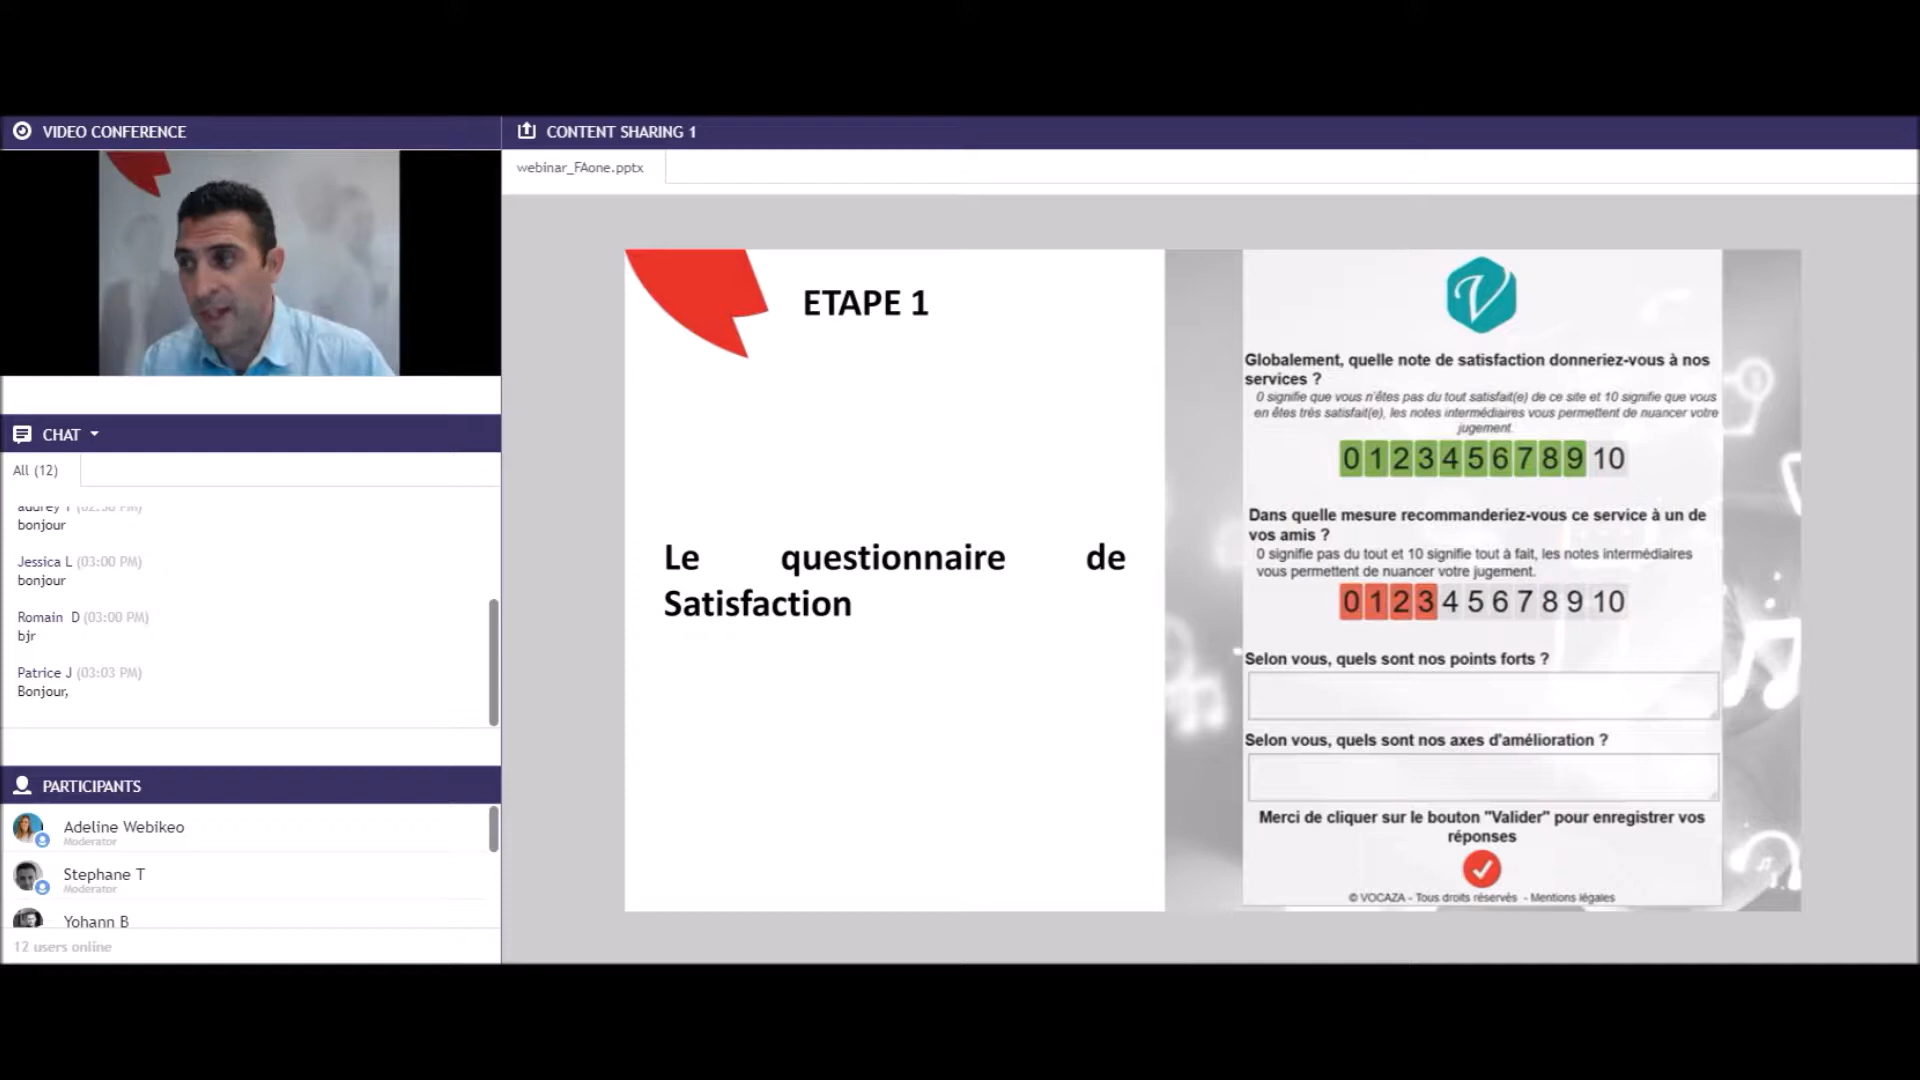 VIDEO CONFERENCE
CHAT
All (12)
bonjour
Jessica L (03:00 PM)
bonjour
Romain D (03:00 PM)
bjr
Patrice J (03:03 PM)
Bonjour,
PARTICIPANTS
Adeline Webikeo
Moderator
Stephane T
Moderator
Yohann B
12 users online
CONTENT SHARING 1
webinar_FAone.pptx
ETAPE 1
Le questionnaire de
Satisfaction
Globalement, quelle note de satisfaction donneriez-vous à nos
services ?
0 signifie que vous n'êtes pas du tout satisfait(e) de ce site et 10 signifie que vous
en êtes très satisfait(e), les notes intermédiaires vous permettent de nuancer votre
jugement.
0 1 2 3 4 5 6 7 8 9 10
Dans quelle mesure recommanderiez-vous ce service à un de
vos amis ?
0 signifie pas du tout et 10 signifie tout à fait, les notes intermédiaires
vous permettent de nuancer votre jugement.
0 1 2 3 4 5 6 7 8 9 10
Selon vous, quels sont nos points forts ?
Selon vous, quels sont nos axes d'amélioration ?
Merci de cliquer sur le bouton "Valider" pour enregistrer vos
réponses
© VOCAZA - Tous droits réservés - Mentions légales